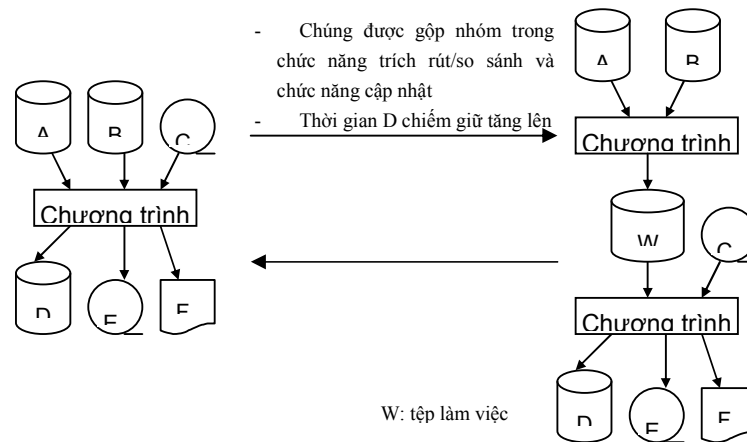 - Chúng được gộp nhóm trong
chức năng trích rút/so sánh và
chức năng cập nhật
- Thời gian D chiếm giữ tăng lên
A
B
A
B
C
Chương trình
Chương trình
W
C
D
Chương trình
D
W: tệp làm việc